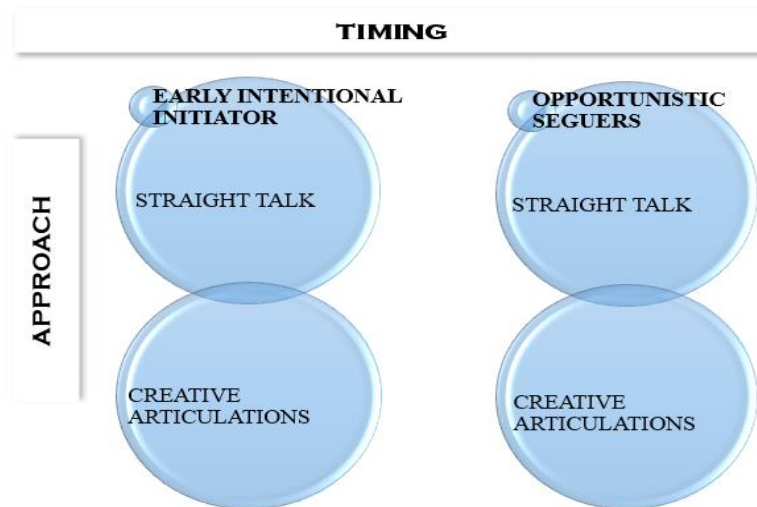 TIMING
APPROACH
EARLY INTENTIONAL
INITIATOR
STRAIGHT TALK
CREATIVE
ARTICULATIONS
OPPORTUNISTIC
SEGUERS
STRAIGHT TALK
CREATIVE
ARTICULATIONS